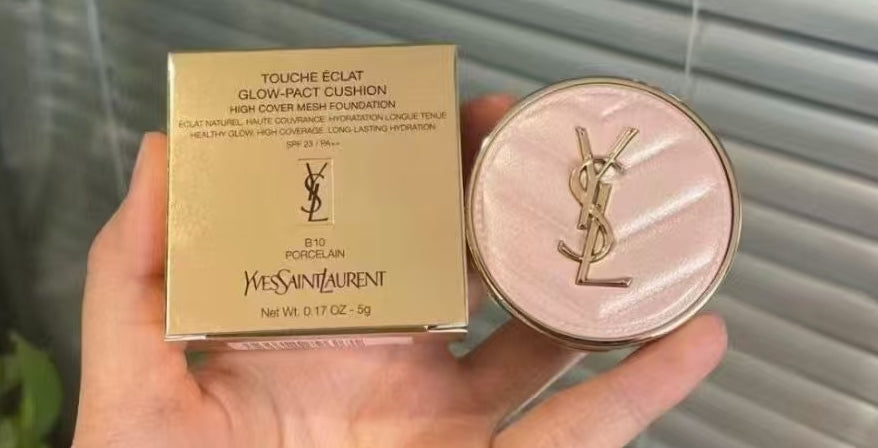 TOUCHE ÉCLAT
GLOW-PACT CUSHION
HIGH COVER MESH FOUNDATION
ÉCLAT NATUREL, HAUTE COUVRANCE, HYDRATATION LONGUE TENUE
HEALTHY GLOW, HIGH COVERAGE, LONG-LASTING HYDRATION
SPF 23 / PA++
YSL
B10
PORCELAIN
YVESSAINTLAURENT
Net Wt. 0.17 OZ - 5g
YSL